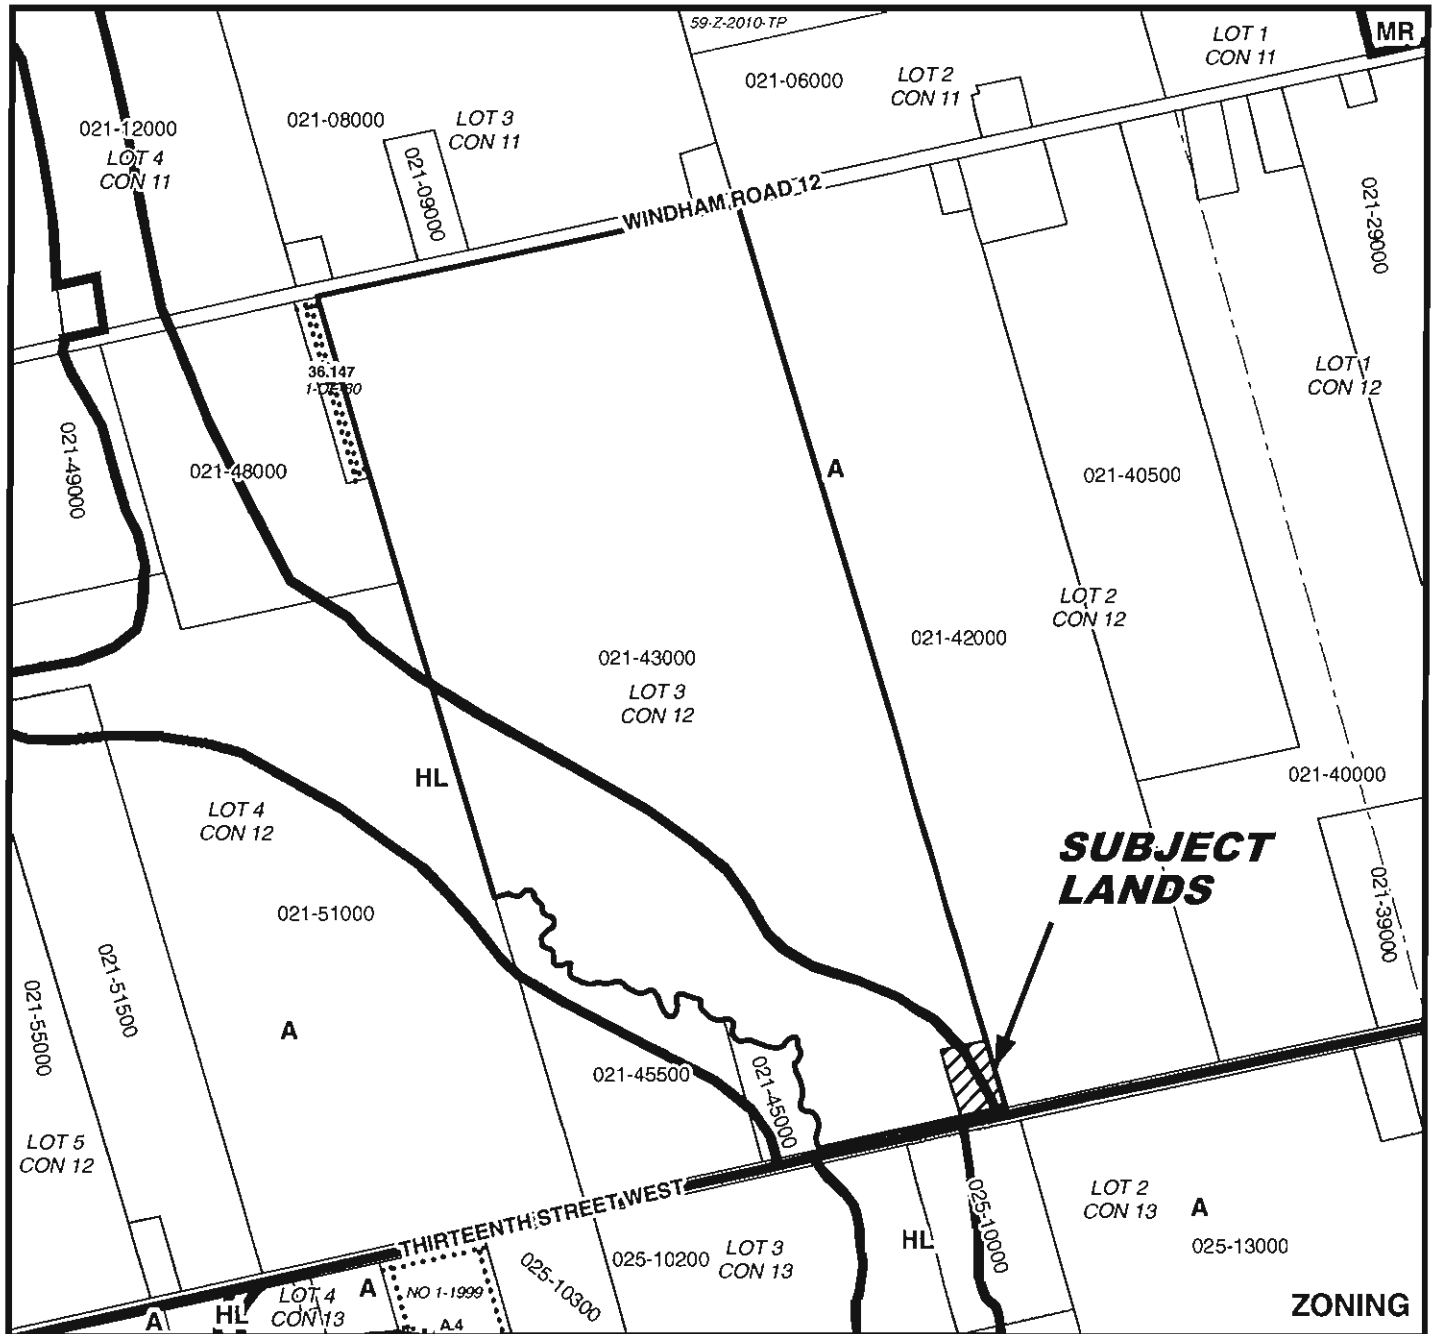 59-Z-2010-TP
MR
LOT 1
CON 11
021-06000
LOT 2
CON 11
021-12000
LOT 4
CON 11
021-08000
LOT 3
CON 11
021-09000
WINDHAM ROAD 12
021-29000
36.147
LOT 1
CON 12
021-49000
021-48000
A
021-40500
LOT 2
CON 12
021-42000
021-43000
LOT 3
CON 12
HL
021-40000
LOT 4
CON 12
SUBJECT
LANDS
021-51000
021-39000
021-51500
021-55000
A
021-45500
021-45000
LOT 5
CON 12
THIRTEENTH STREET WEST
LOT 2
CON 13
A
025-10000
HL
025-13000
025-10200
LOT 3
CON 13
025-10300
A
NO 1-1999
A.4
LOT 4
CON 13
HL
A
ZONING